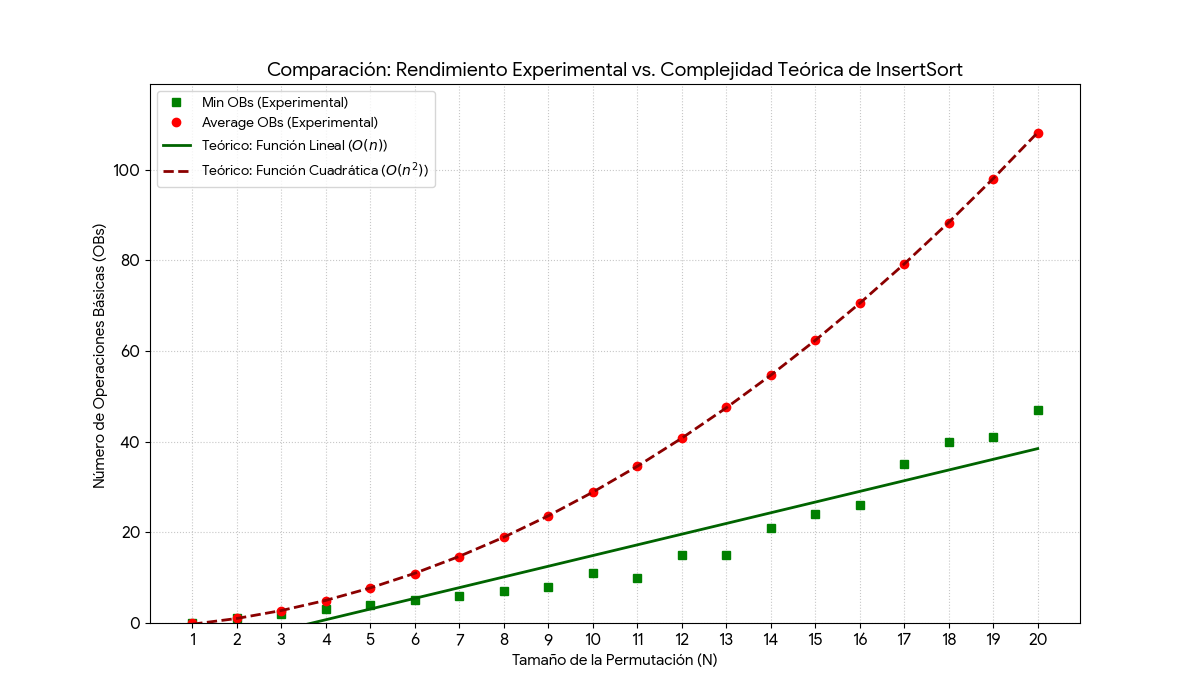 Comparación: Rendimiento Experimental vs. Complejidad Teórica de InsertSort
Min OBs (Experimental)
Average OBs (Experimental)
Teórico: Función Lineal (O(n))
Teórico: Función Cuadrática (O(n²))
Número de Operaciones Básicas (OBs)
100
80
60
40
20
0
1 2 3 4 5 6 7 8 9 10 11 12 13 14 15 16 17 18 19 20
Tamaño de la Permutación (N)